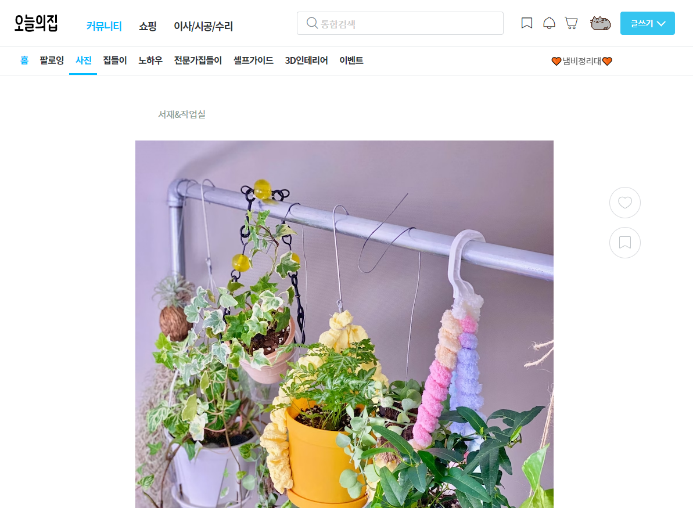 오늘의집
커뮤니티 쇼핑 이사/시공/수리
통합검색
글쓰기
홈 팔로잉 사진 집들이 노하우 전문가집들이 셀프가이드 3D인테리어 이벤트
냄비정리대
서재&작업실